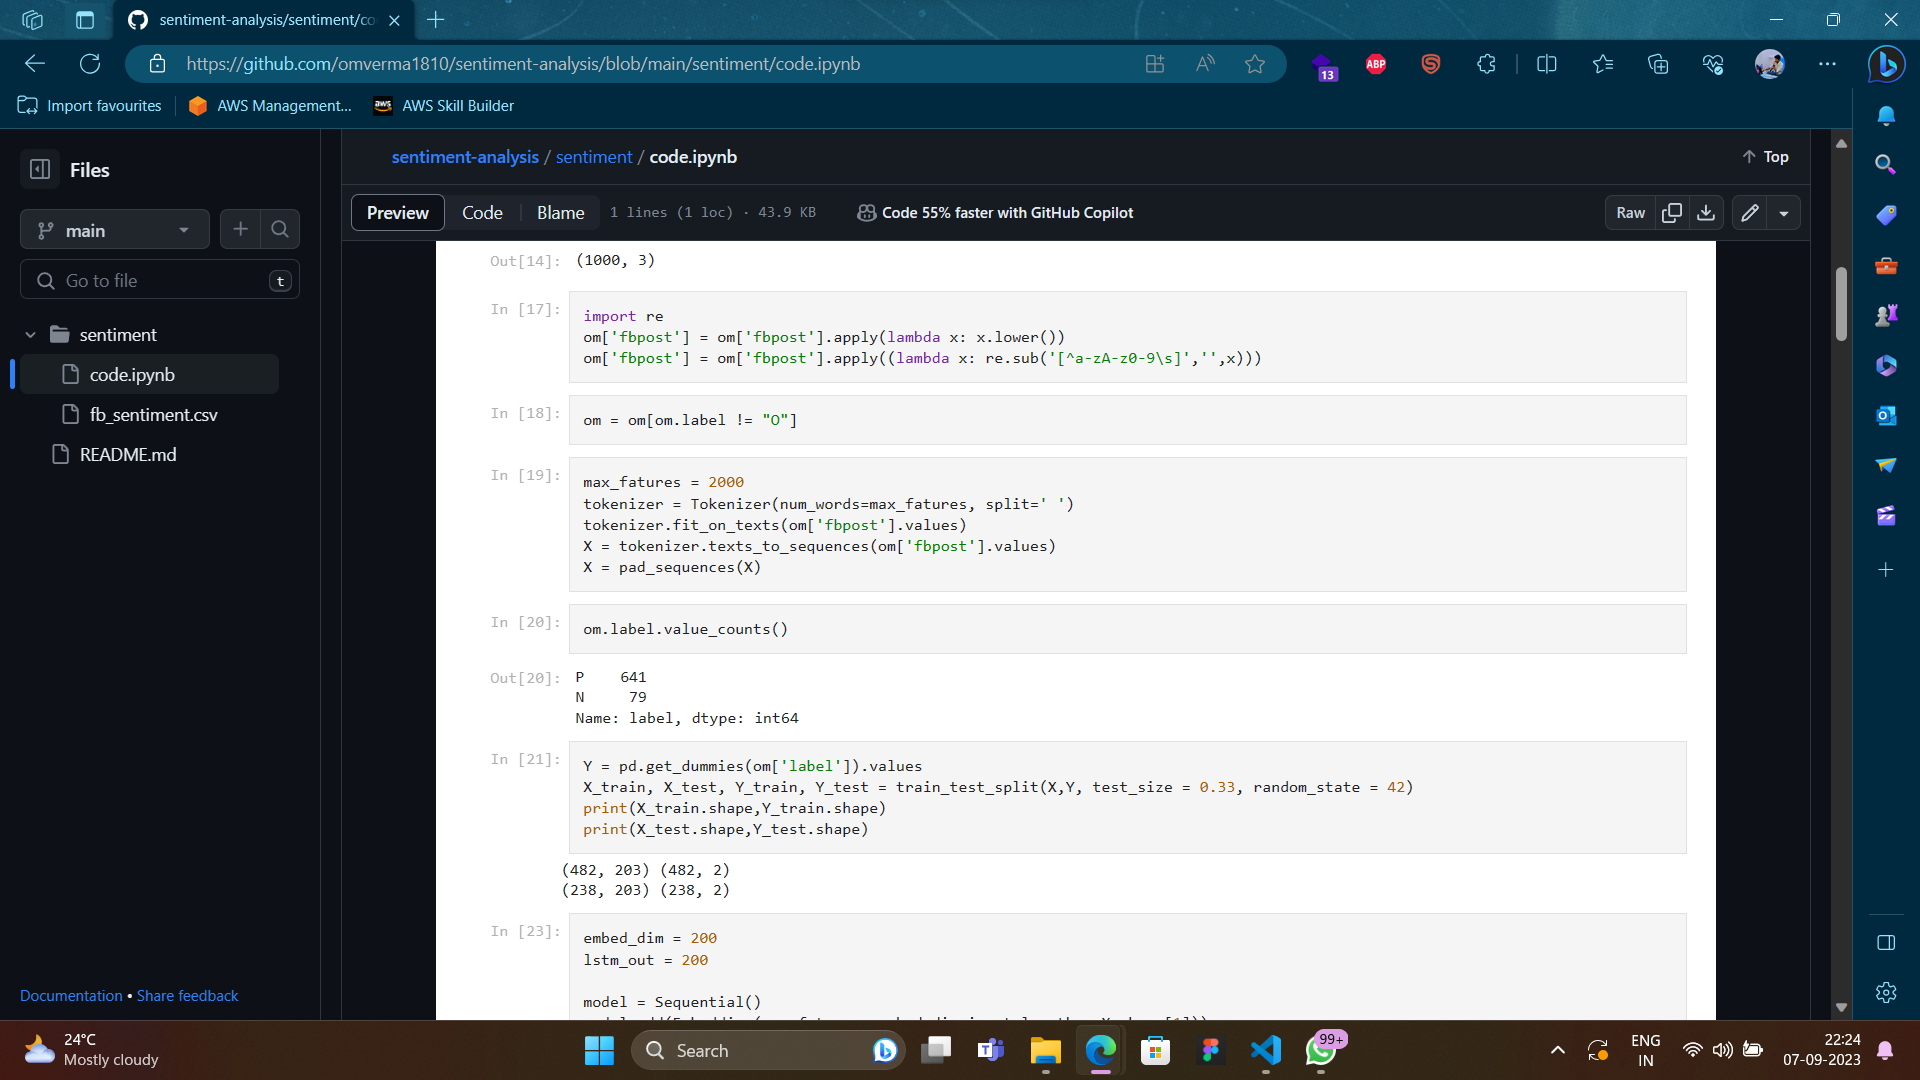 sentiment-analysis/sentiment/co
https://github.com/omverma1810/sentiment-analysis/blob/main/sentiment/code.ipynb
13
ABP
Import favourites
AWS Management...
aws
AWS Skill Builder
Files
sentiment-analysis / sentiment / code.ipynb
Top
main
Preview
Code
Blame
1 lines (1 loc) · 43.9 KB
Code 55% faster with GitHub Copilot
Raw
Go to file
t
sentiment
code.ipynb
fb_sentiment.csv
README.md
Out[14]: (1000, 3)
In [17]: import re
om['fbpost'] = om['fbpost'].apply(lambda x: x.lower())
om['fbpost'] = om['fbpost'].apply((lambda x: re.sub('[^a-zA-z0-9\s]','',x)))
In [18]: om = om[om.label != "O"]
In [19]: max_fatures = 2000
tokenizer = Tokenizer(num_words=max_fatures, split=' ')
tokenizer.fit_on_texts(om['fbpost'].values)
X = tokenizer.texts_to_sequences(om['fbpost'].values)
X = pad_sequences(X)
In [20]: om.label.value_counts()
Out[20]: P    641
N     79
Name: label, dtype: int64
In [21]: Y = pd.get_dummies(om['label']).values
X_train, X_test, Y_train, Y_test = train_test_split(X,Y, test_size = 0.33, random_state = 42)
print(X_train.shape,Y_train.shape)
print(X_test.shape,Y_test.shape)
(482, 203) (482, 2)
(238, 203) (238, 2)
In [23]: embed_dim = 200
lstm_out = 200
model = Sequential()
Documentation • Share feedback
24°C
Mostly cloudy
Search
99+
ENG
IN
22:24
07-09-2023